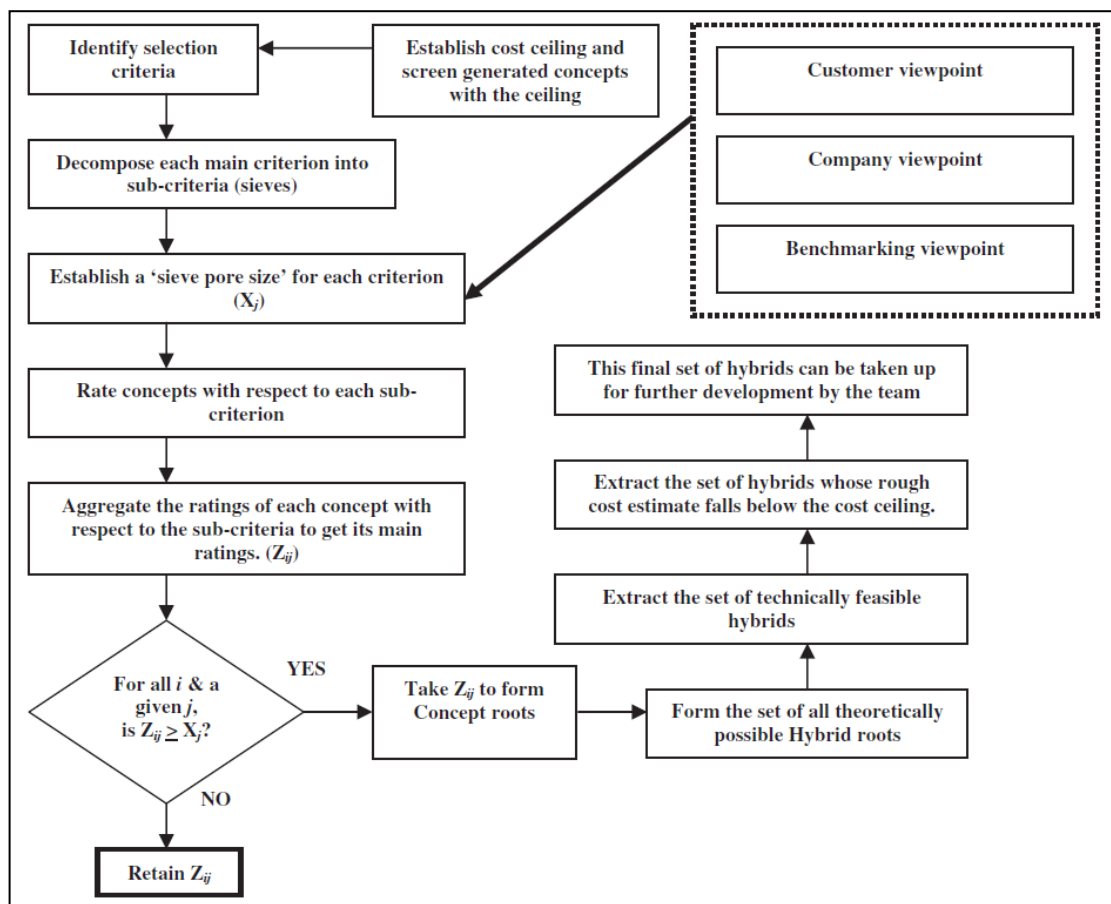 Identify selection
criteria
Establish cost ceiling and
screen generated concepts
with the ceiling
Customer viewpoint
Company viewpoint
Benchmarking viewpoint
Decompose each main criterion into
sub-criteria (sieves)
Establish a ‘sieve pore size’ for each criterion
(Xj)
Rate concepts with respect to each sub-
criterion
Aggregate the ratings of each concept with
respect to the sub-criteria to get its main
ratings. (Zij)
For all i & a
given j,
is Zij ≥ Xj?
YES
NO
Retain Zij
Take Zij to form
Concept roots
Form the set of all theoretically
possible Hybrid roots
Extract the set of technically feasible
hybrids
Extract the set of hybrids whose rough
cost estimate falls below the cost ceiling.
This final set of hybrids can be taken up
for further development by the team